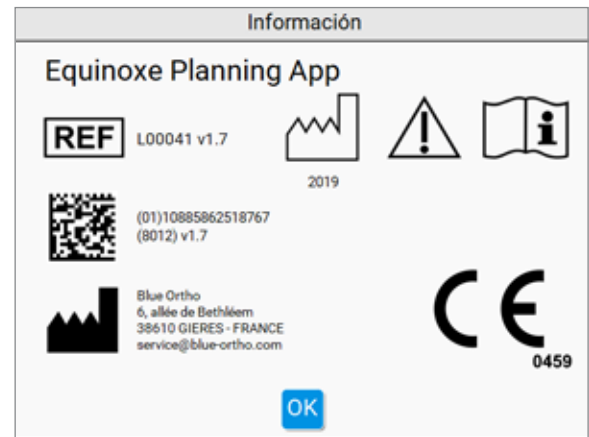 Información
Equinoxe Planning App
REF
L00041 v1.7
2019
(01)10885862518767
(8012) v1.7
Blue Ortho
6, allée de Bethléem
38610 GIERES - FRANCE
service@blue-ortho.com
CE
0459
OK